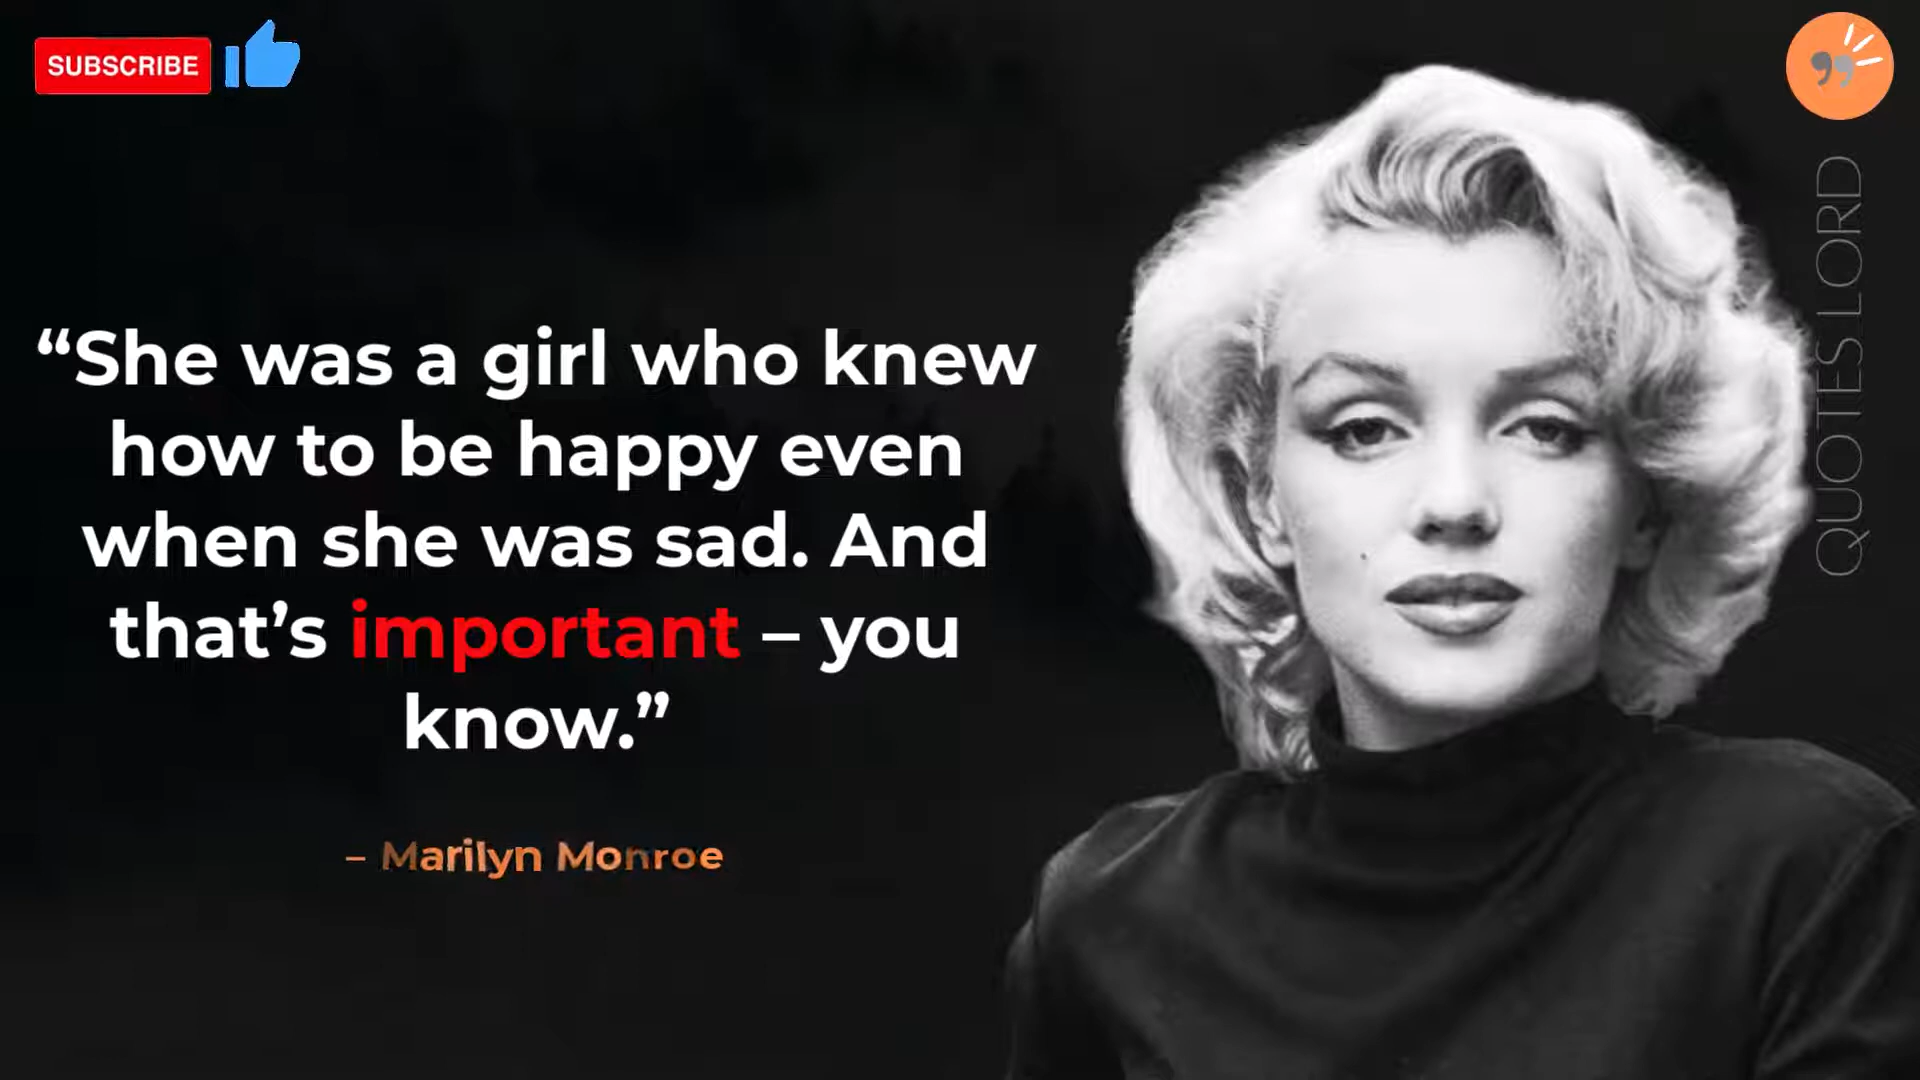 SUBSCRIBE
“She was a girl who knew
how to be happy even
when she was sad. And
that’s important – you
know.”
– Marilyn Monroe
QUOTES LORD